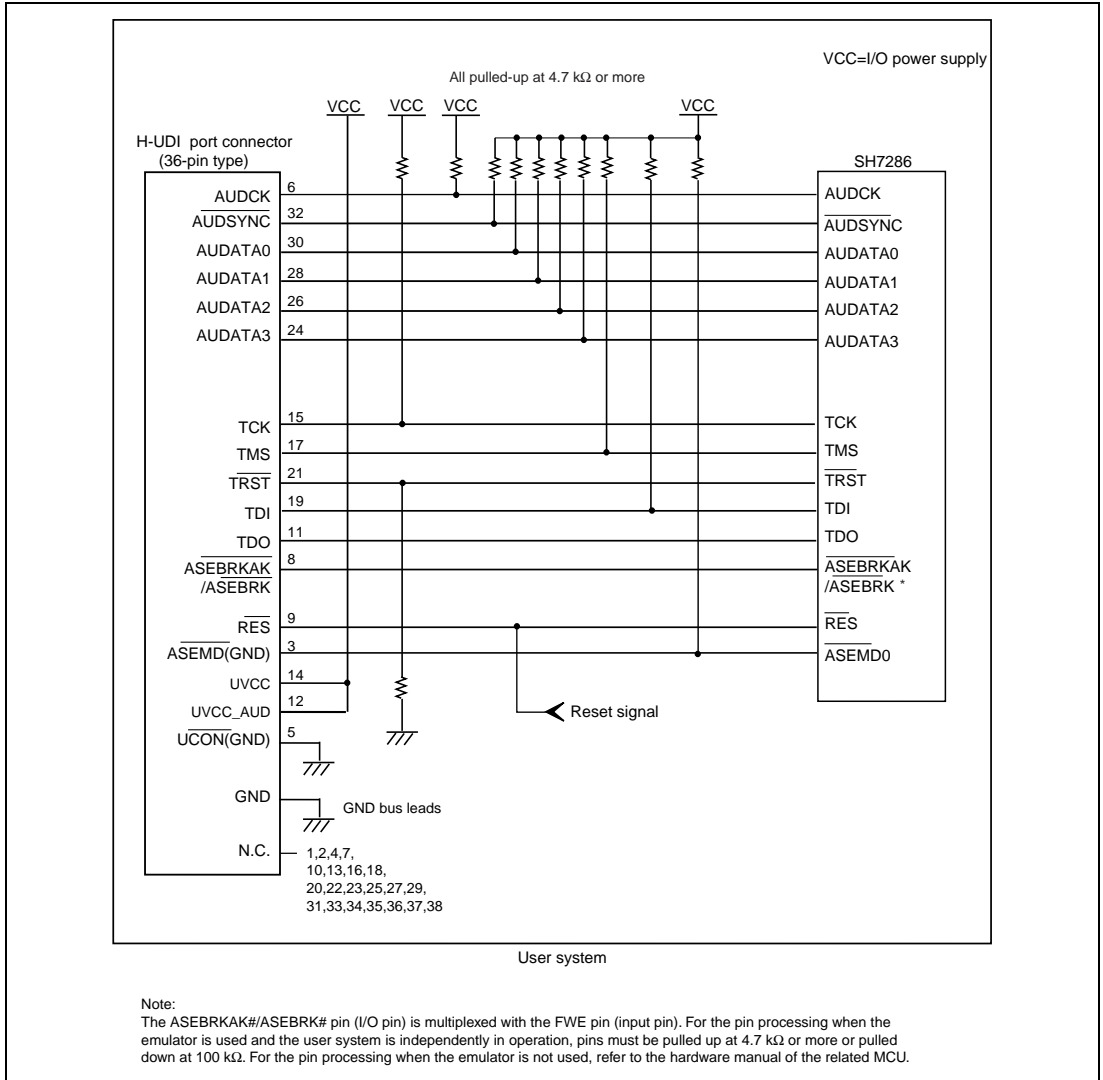 VCC=I/O power supply
All pulled-up at 4.7 kΩ or more
VCC VCC VCC VCC
H-UDI port connector
(36-pin type)
SH7286
AUDCK 6 AUDCK
AUDSYNC 32 AUDSYNC
AUDATA0 30 AUDATA0
AUDATA1 28 AUDATA1
AUDATA2 26 AUDATA2
AUDATA3 24 AUDATA3
TCK 15 TCK
TMS 17 TMS
TRST 21 TRST
TDI 19 TDI
TDO 11 TDO
ASEBRKAK 8 ASEBRKAK
/ASEBRK /ASEBRK *
RES 9 RES
ASEMD(GND) 3 ASEMD0
UVCC 14
UVCC_AUD 12 Reset signal
UCON(GND) 5
GND GND bus leads
N.C. 1,2,4,7,
10,13,16,18,
20,22,23,25,27,29,
31,33,34,35,36,37,38
User system
Note:
The ASEBRKAK#/ASEBRK# pin (I/O pin) is multiplexed with the FWE pin (input pin). For the pin processing when the
emulator is used and the user system is independently in operation, pins must be pulled up at 4.7 kΩ or more or pulled
down at 100 kΩ. For the pin processing when the emulator is not used, refer to the hardware manual of the related MCU.